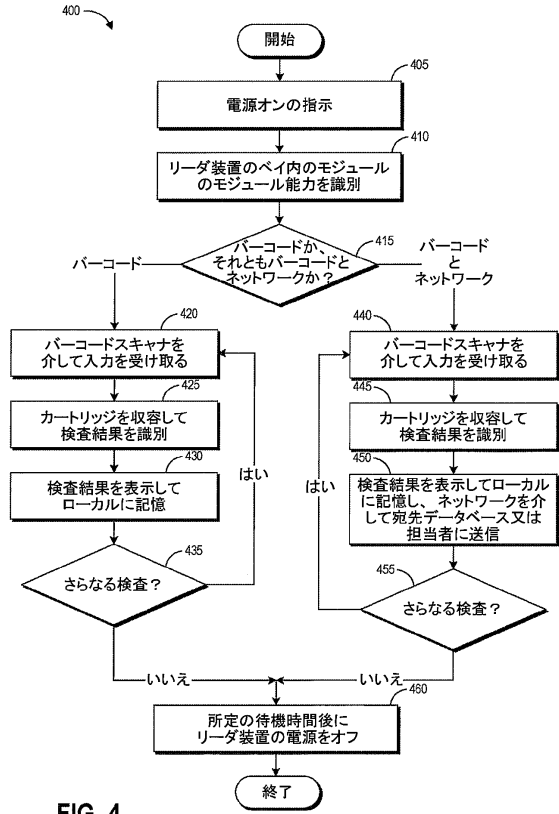 400
開始
405
電源オンの指示
410
リーダ装置のベイ内のモジュール
のモジュール能力を識別
415
バーコードか、
それともバーコードと
ネットワークか?
バーコード
バーコード
と
ネットワーク
420
バーコードスキャナを
介して入力を受け取る
425
カートリッジを収容して
検査結果を識別
430
検査結果を表示して
ローカルに記憶
はい
435
さらなる検査?
440
バーコードスキャナを
介して入力を受け取る
445
カートリッジを収容して
検査結果を識別
450
検査結果を表示してローカル
に記憶し、ネットワークを介
して宛先データベース又は
担当者に送信
はい
455
さらなる検査?
いいえ
いいえ
460
所定の待機時間後に
リーダ装置の電源をオフ
終了
FIG. 4